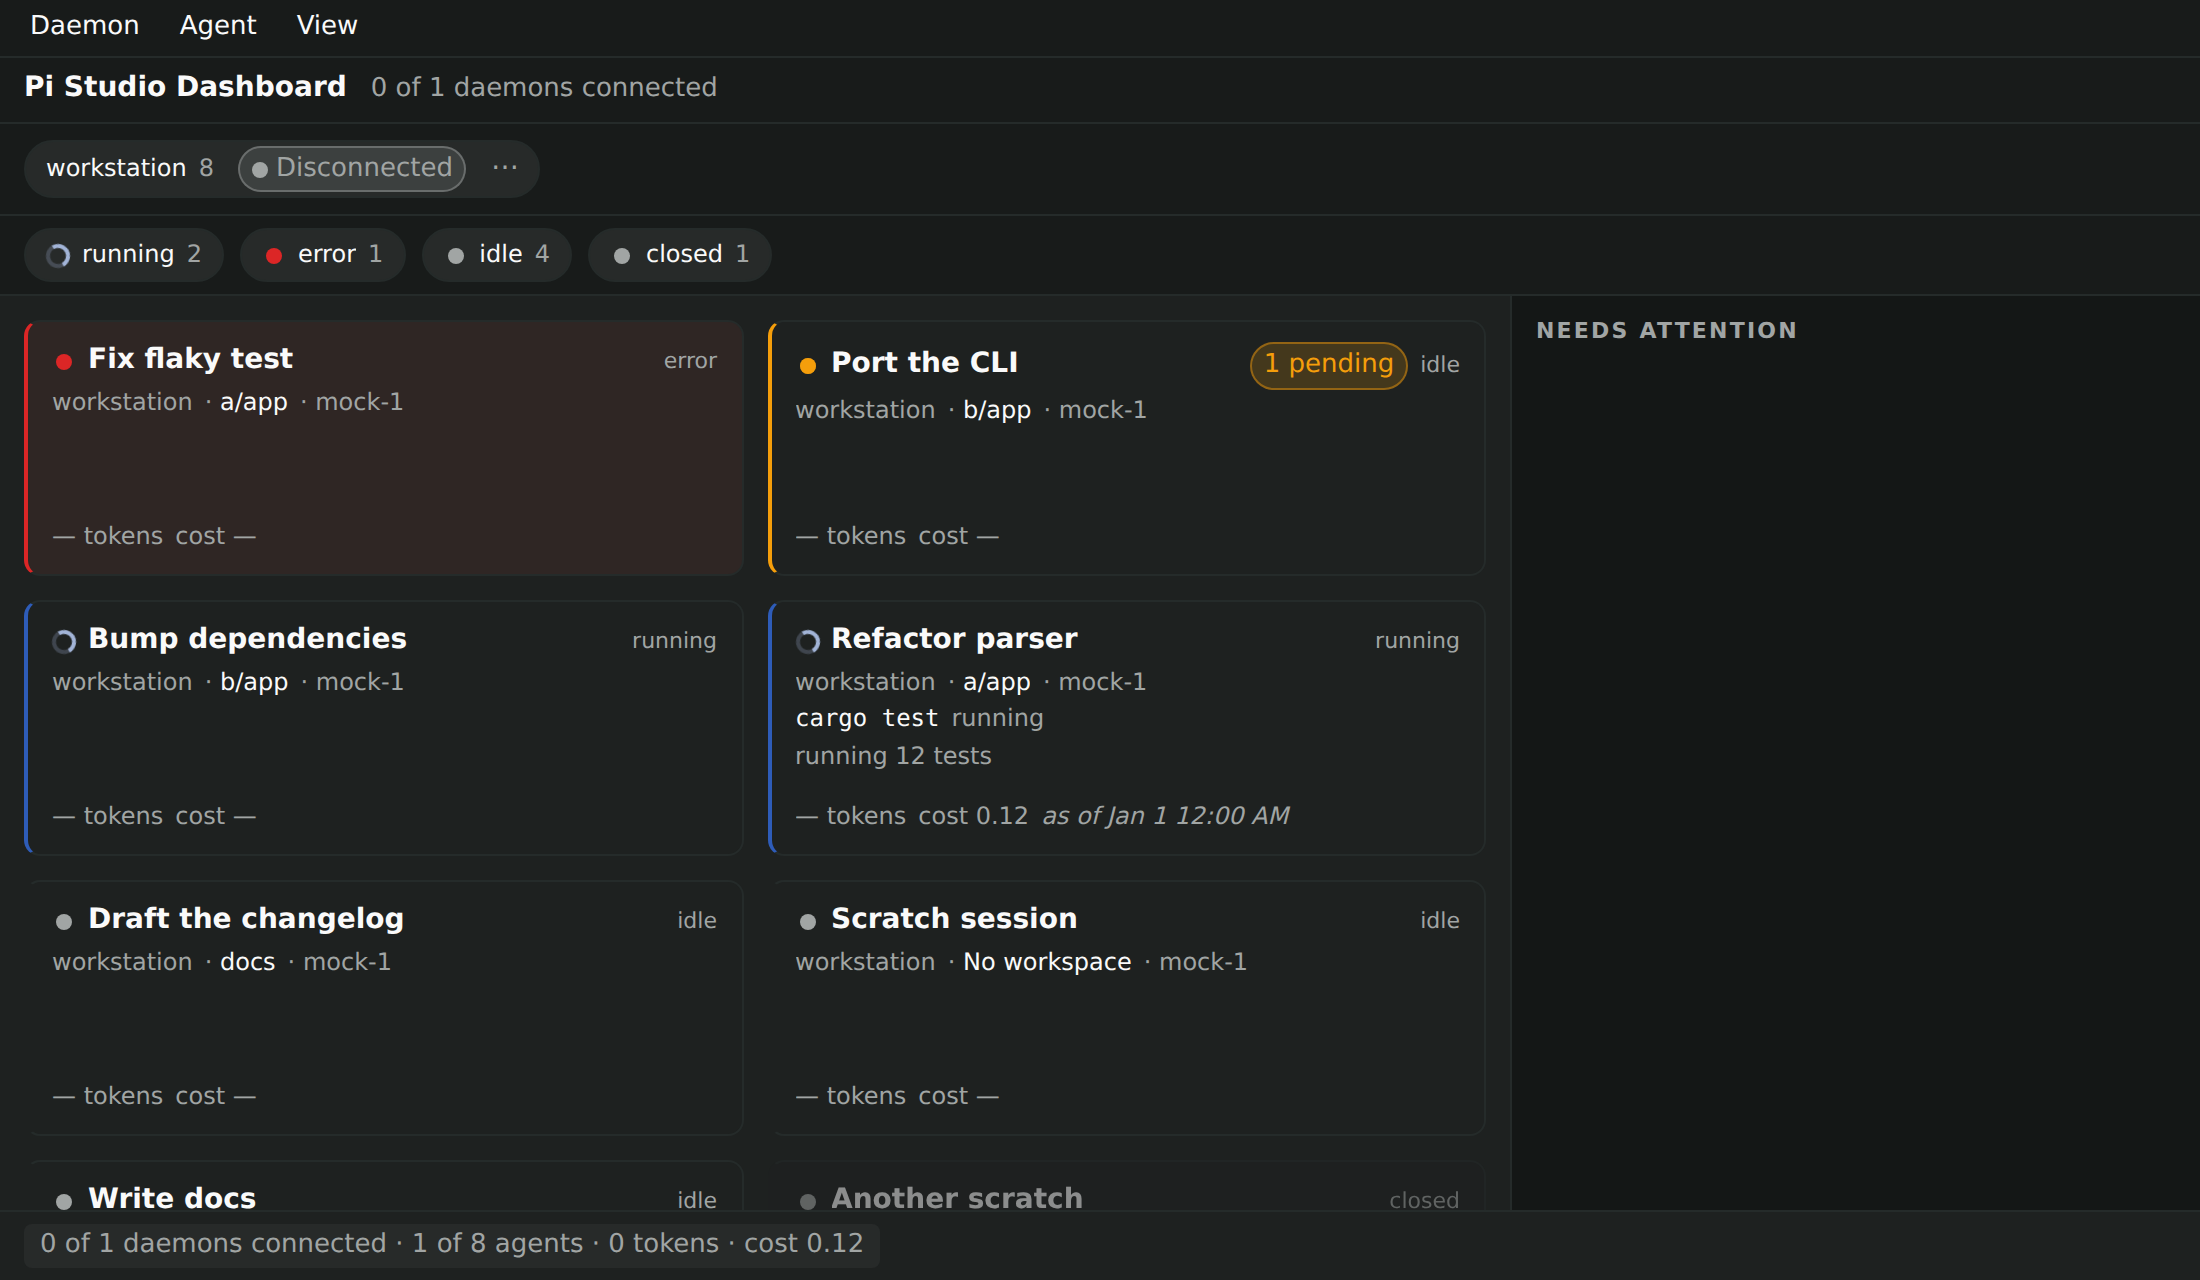 Daemon Agent View
Pi Studio Dashboard 0 of 1 daemons connected
workstation 8 Disconnected ···
running 2 error 1 idle 4 closed 1
Fix flaky test error
workstation · a/app · mock-1
— tokens cost —
Port the CLI 1 pending idle
workstation · b/app · mock-1
— tokens cost —
Bump dependencies running
workstation · b/app · mock-1
— tokens cost —
Refactor parser running
workstation · a/app · mock-1
cargo test running
running 12 tests
— tokens cost 0.12 as of Jan 1 12:00 AM
Draft the changelog idle
workstation · docs · mock-1
— tokens cost —
Scratch session idle
workstation · No workspace · mock-1
— tokens cost —
Write docs idle
Another scratch closed
NEEDS ATTENTION
0 of 1 daemons connected · 1 of 8 agents · 0 tokens · cost 0.12